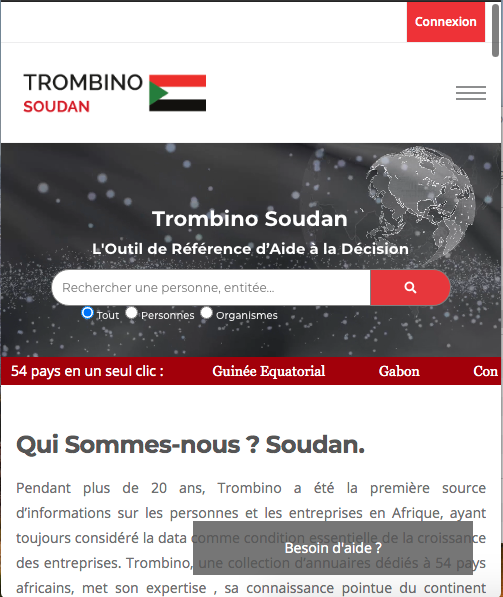 Connexion
TROMBINO
SOUDAN
Trombino Soudan
L'Outil de Référence d'Aide à la Décision
Rechercher une personne, entitée...
Tout Personnes Organismes
54 pays en un seul clic : Guinée Equatorial Gabon Con
Qui Sommes-nous ? Soudan.
Pendant plus de 20 ans, Trombino a été la première source
d'informations sur les personnes et les entreprises en Afrique, ayant
toujours considéré la data comme condition essentielle de la croissance
Besoin d'aide ?
des entreprises. Trombino, une collection d'annuaires dédiés à 54 pays
africains, met son expertise , sa connaissance pointue du continent